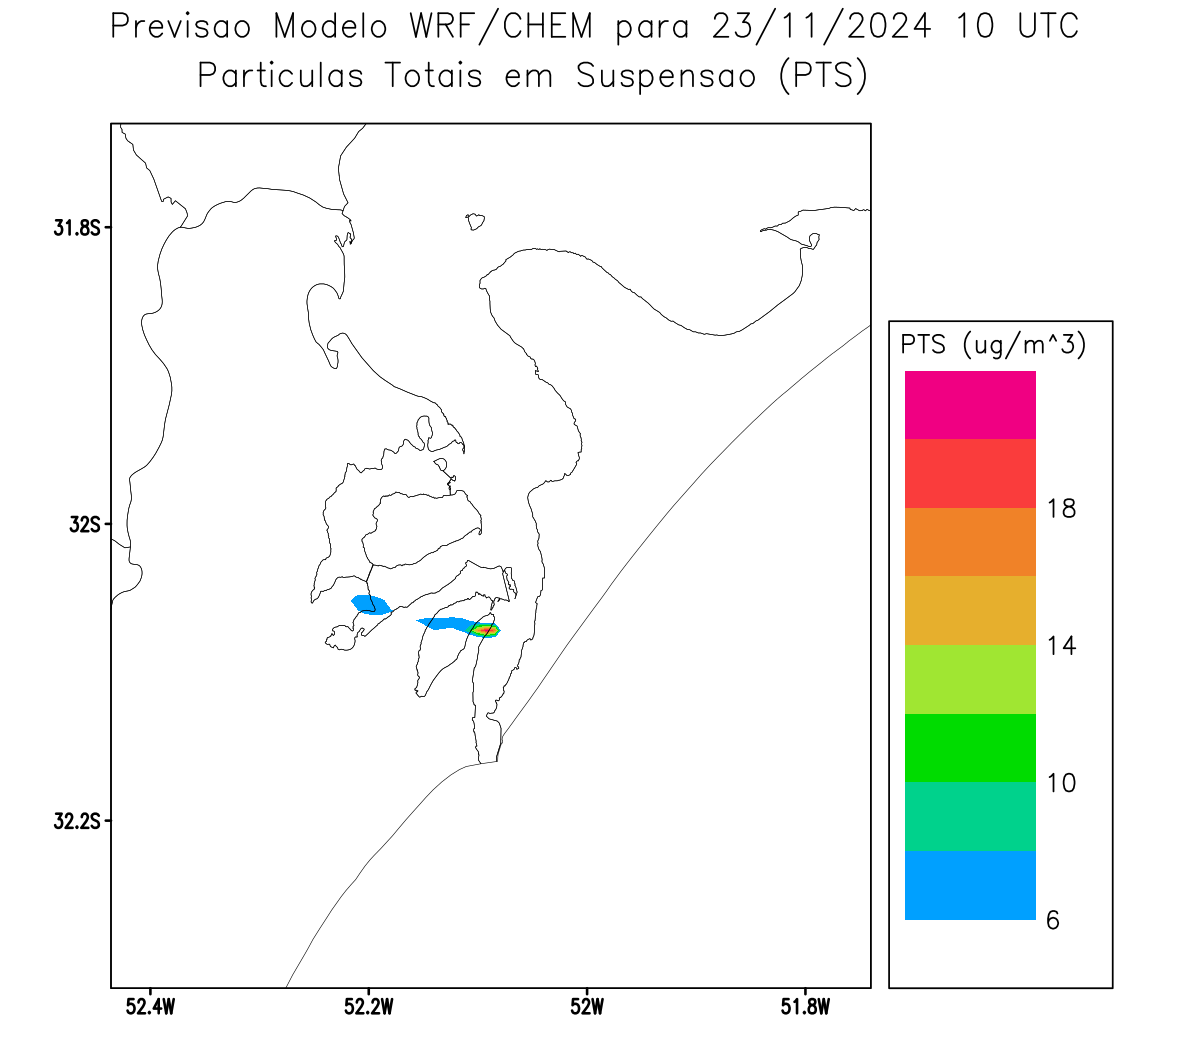 Previsao Modelo WRF/CHEM para 23/11/2024 10 UTC
Particulas Totais em Suspensao (PTS)
31.8S
32S
32.2S
52.4W
52.2W
52W
51.8W
PTS (ug/m^3)
18
14
10
6